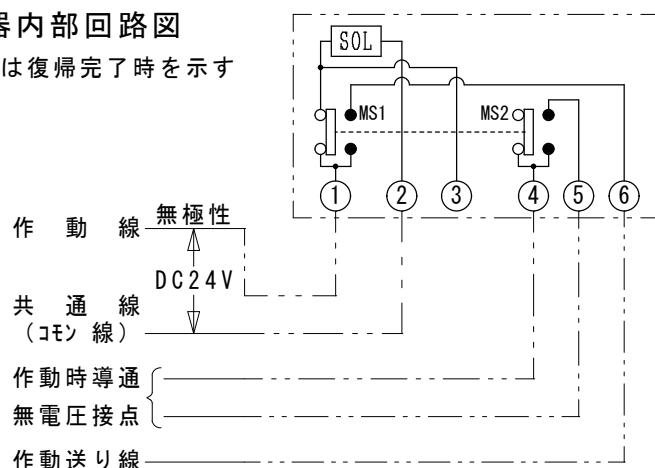 器内部回路図
は復帰完了時を示す
SOL
MS1
MS2
① ② ③ ④ ⑤ ⑥
作動線
無極性
DC24V
共通線
(コモン線)
作動時導通
無電圧接点
作動送り線